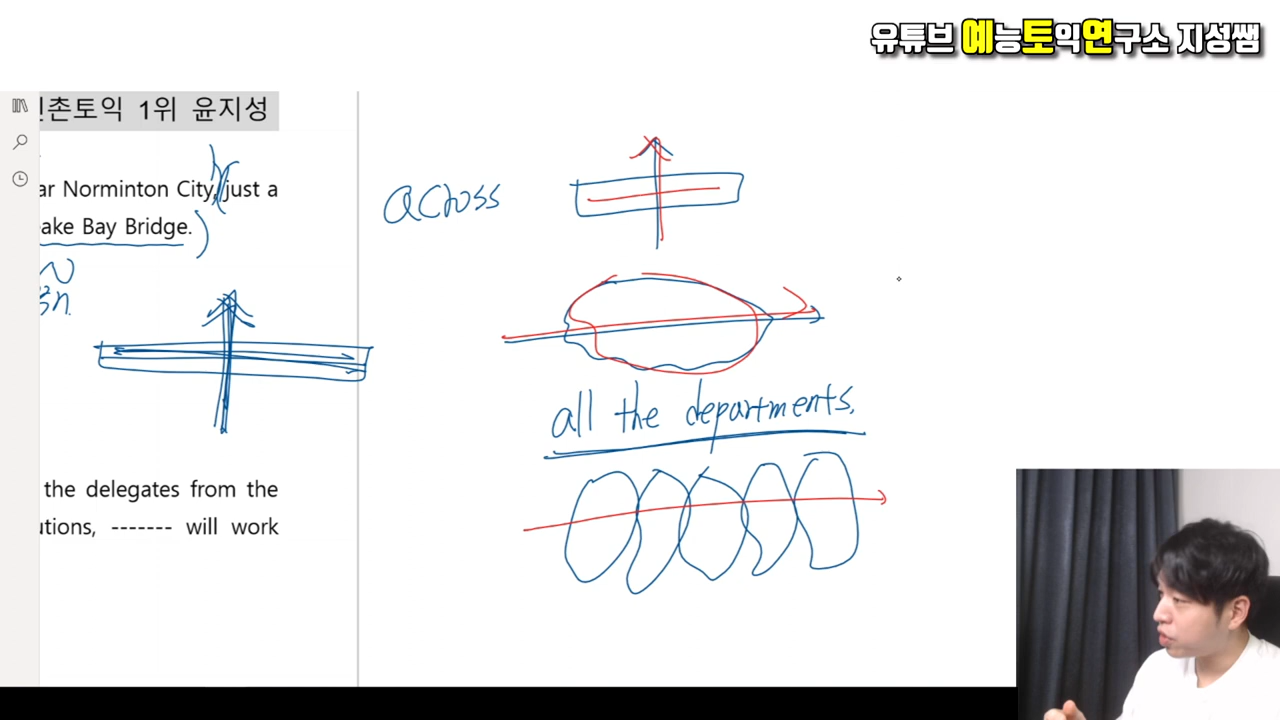 유튜브 예능토익연구소 지성쌤
촌토익 1위 윤지성
ar Norminton City, just a
ake Bay Bridge.
across
all the departments.
the delegates from the
utions, ------- will work